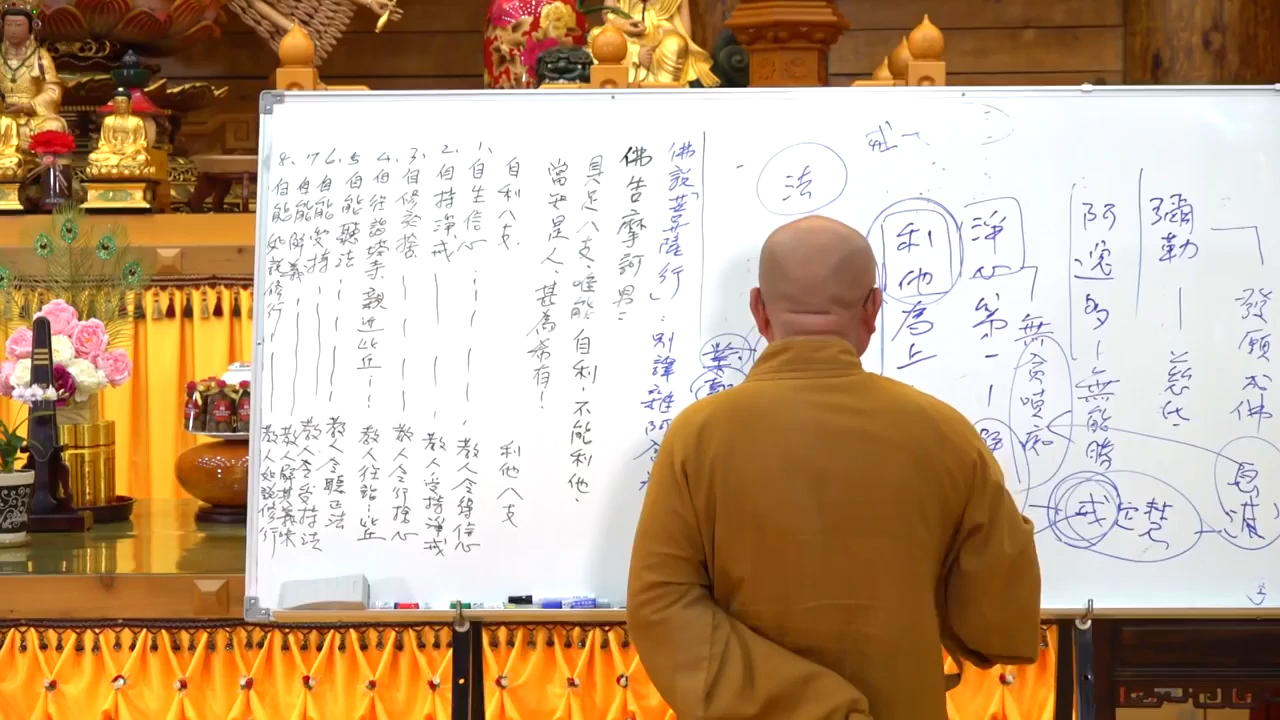 發願成佛
彌勒—慈氏
阿逸多—無能勝
無貪瞋痴
戒定慧
淨心第一—
利他為上
戒
法
佛說「菩薩行」：別譯雜阿含
佛告摩訶男：
具足八支，唯能自利，不能利他，
當知是人，甚為希有！
自利八支
利他八支
1、自生信心……教人令得信心
2、自持淨戒——教人受持淨戒
3、自修惠捨——教人令行捨心
4、自往詣塔寺，親近比丘……教人往詣…比丘
5、自能聽法……教人令聽正法
6、自能受持——教人令受持法
7、自能解義——教人解其義味
8、自能如說修行——教人如說修行